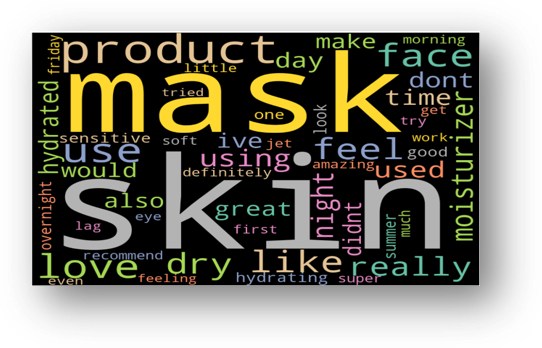 friday
product
little
day
make
morning
face
mask
tried
one
dont
time
get
try
look
hydrated
sensitive
soft
ive
jet
work
use
using
feel
good
moisturizer
would
definitely
amazing
used
skin
overnight
also
eye
great
night
didnt
summer
much
lag
first
recommend
love
dry
like
really
even
feeling
hydrating
super